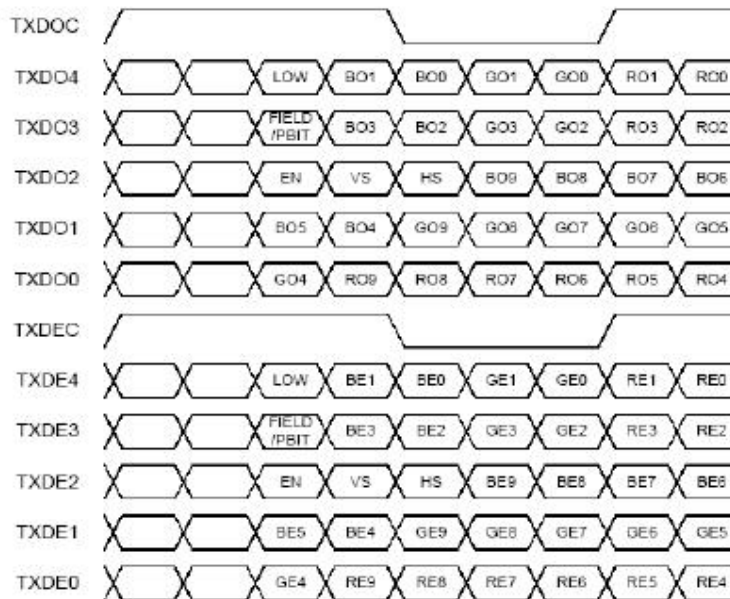 TXDOC
TXDO4 LOW BO1 BO0 GO1 GO0 RO1 RO0
TXDO3 FIELD /PBIT BO3 BO2 GO3 GO2 RO3 RO2
TXDO2 EN VS HS BO9 BO8 BO7 BO6
TXDO1 BO5 BO4 GO9 GO8 GO7 GO6 GO5
TXDO0 GO4 RO9 RO8 RO7 RO6 RO5 RO4
TXDEC
TXDE4 LOW BE1 BE0 GE1 GE0 RE1 RE0
TXDE3 FIELD /PBIT BE3 BE2 GE3 GE2 RE3 RE2
TXDE2 EN VS HS BE9 BE8 BE7 BE6
TXDE1 BE5 BE4 GE9 GE8 GE7 GE6 GE5
TXDE0 GE4 RE9 RE8 RE7 RE6 RE5 RE4